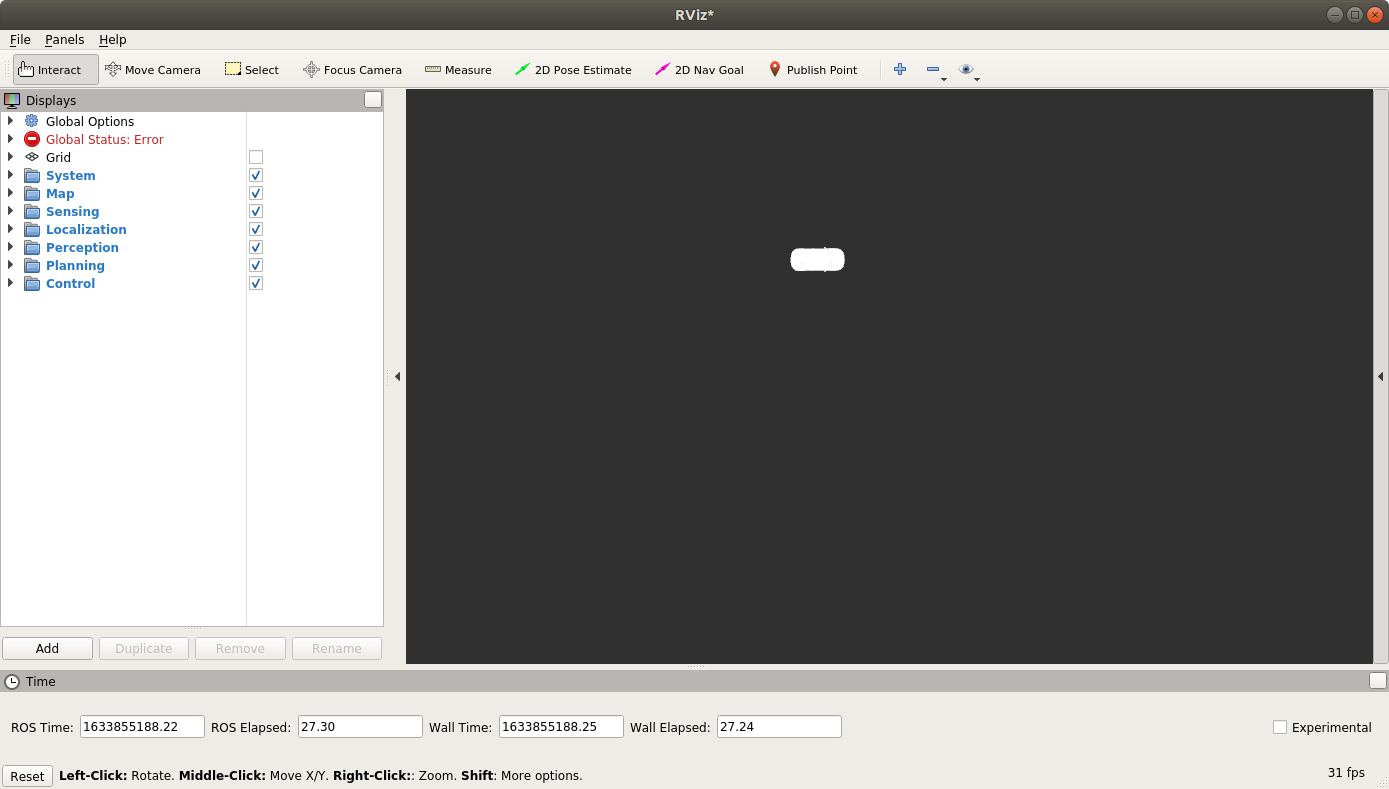 RViz*
File Panels Help
Interact Move Camera Select Focus Camera Measure 2D Pose Estimate 2D Nav Goal Publish Point
Displays
Global Options
Global Status: Error
Grid
System
Map
Sensing
Localization
Perception
Planning
Control
Add Duplicate Remove Rename
Time
ROS Time: 1633855188.22 ROS Elapsed: 27.30 Wall Time: 1633855188.25 Wall Elapsed: 27.24 Experimental
Reset Left-Click: Rotate. Middle-Click: Move X/Y. Right-Click:: Zoom. Shift: More options. 31 fps